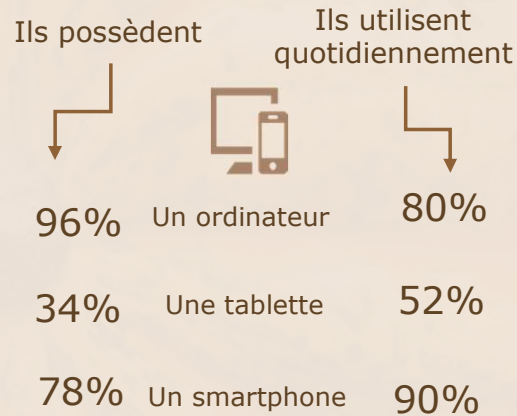 Ils possèdent
Ils utilisent
quotidiennement
96% Un ordinateur 80%
34% Une tablette 52%
78% Un smartphone 90%